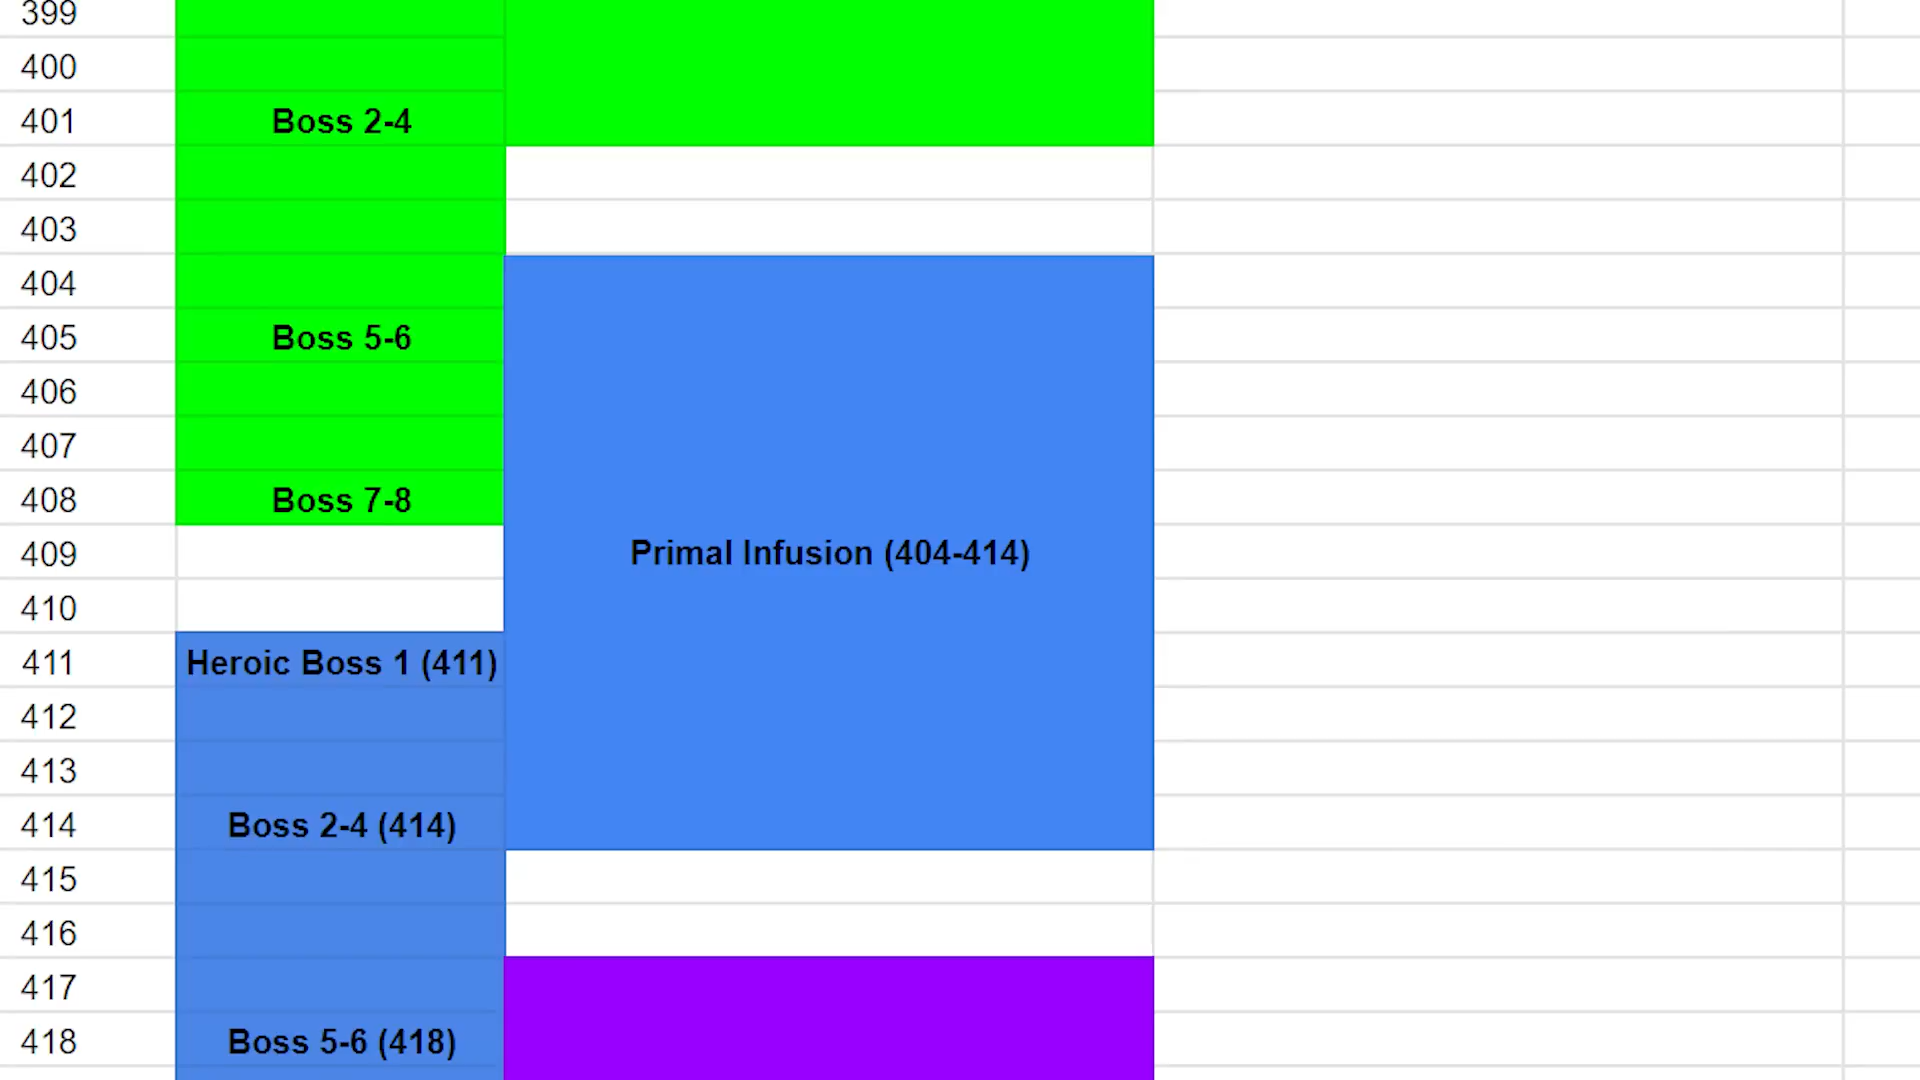 399
400
401 Boss 2-4
402
403
404
405 Boss 5-6
406
407
408 Boss 7-8
409 Primal Infusion (404-414)
410
411 Heroic Boss 1 (411)
412
413
414 Boss 2-4 (414)
415
416
417
418 Boss 5-6 (418)